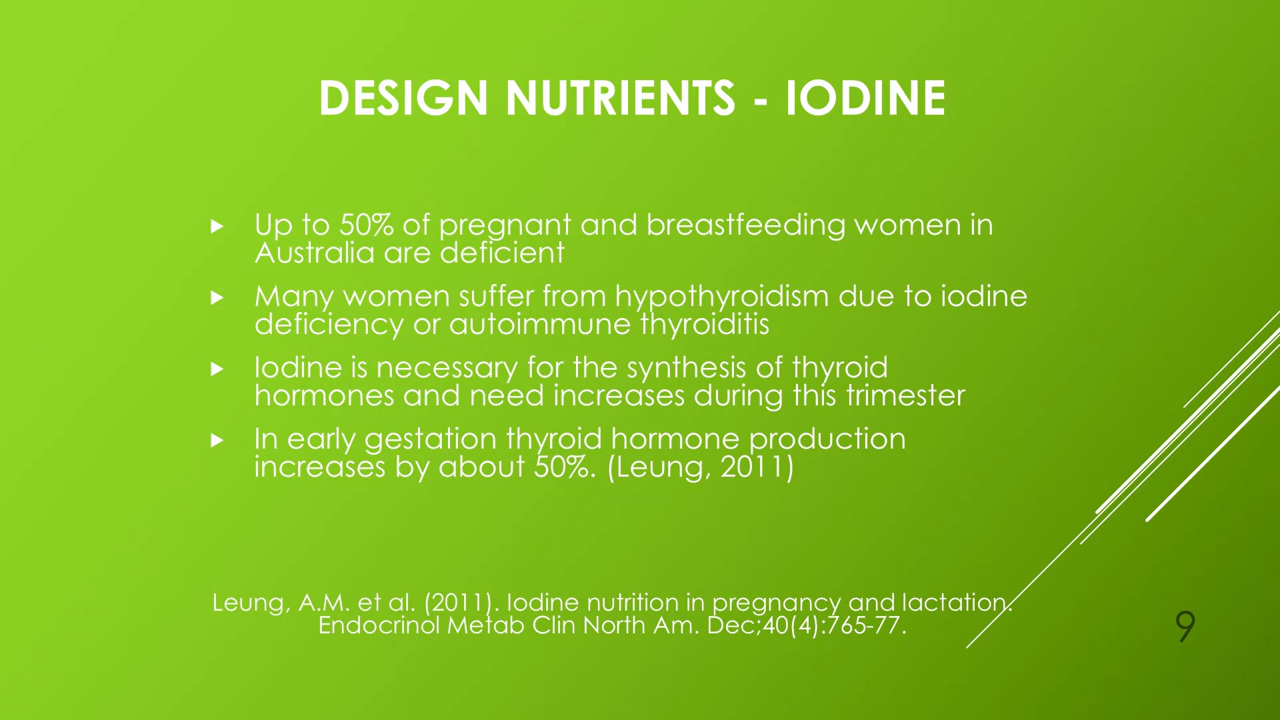 DESIGN NUTRIENTS - IODINE
Up to 50% of pregnant and breastfeeding women in
Australia are deficient
Many women suffer from hypothyroidism due to iodine
deficiency or autoimmune thyroiditis
Iodine is necessary for the synthesis of thyroid
hormones and need increases during this trimester
In early gestation thyroid hormone production
increases by about 50%. (Leung, 2011)
Leung, A.M. et al. (2011). Iodine nutrition in pregnancy and lactation.
Endocrinol Metab Clin North Am. Dec;40(4):765-77.
9